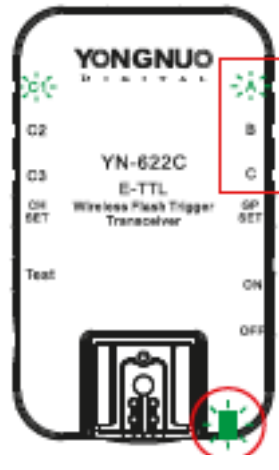 YONGNUO
DIGITAL
C1
A
C2
B
YN-622C
C3
C
E-TTL
CH SET
Wireless Flash Trigger
GP SET
Transceiver
Test
ON
OFF